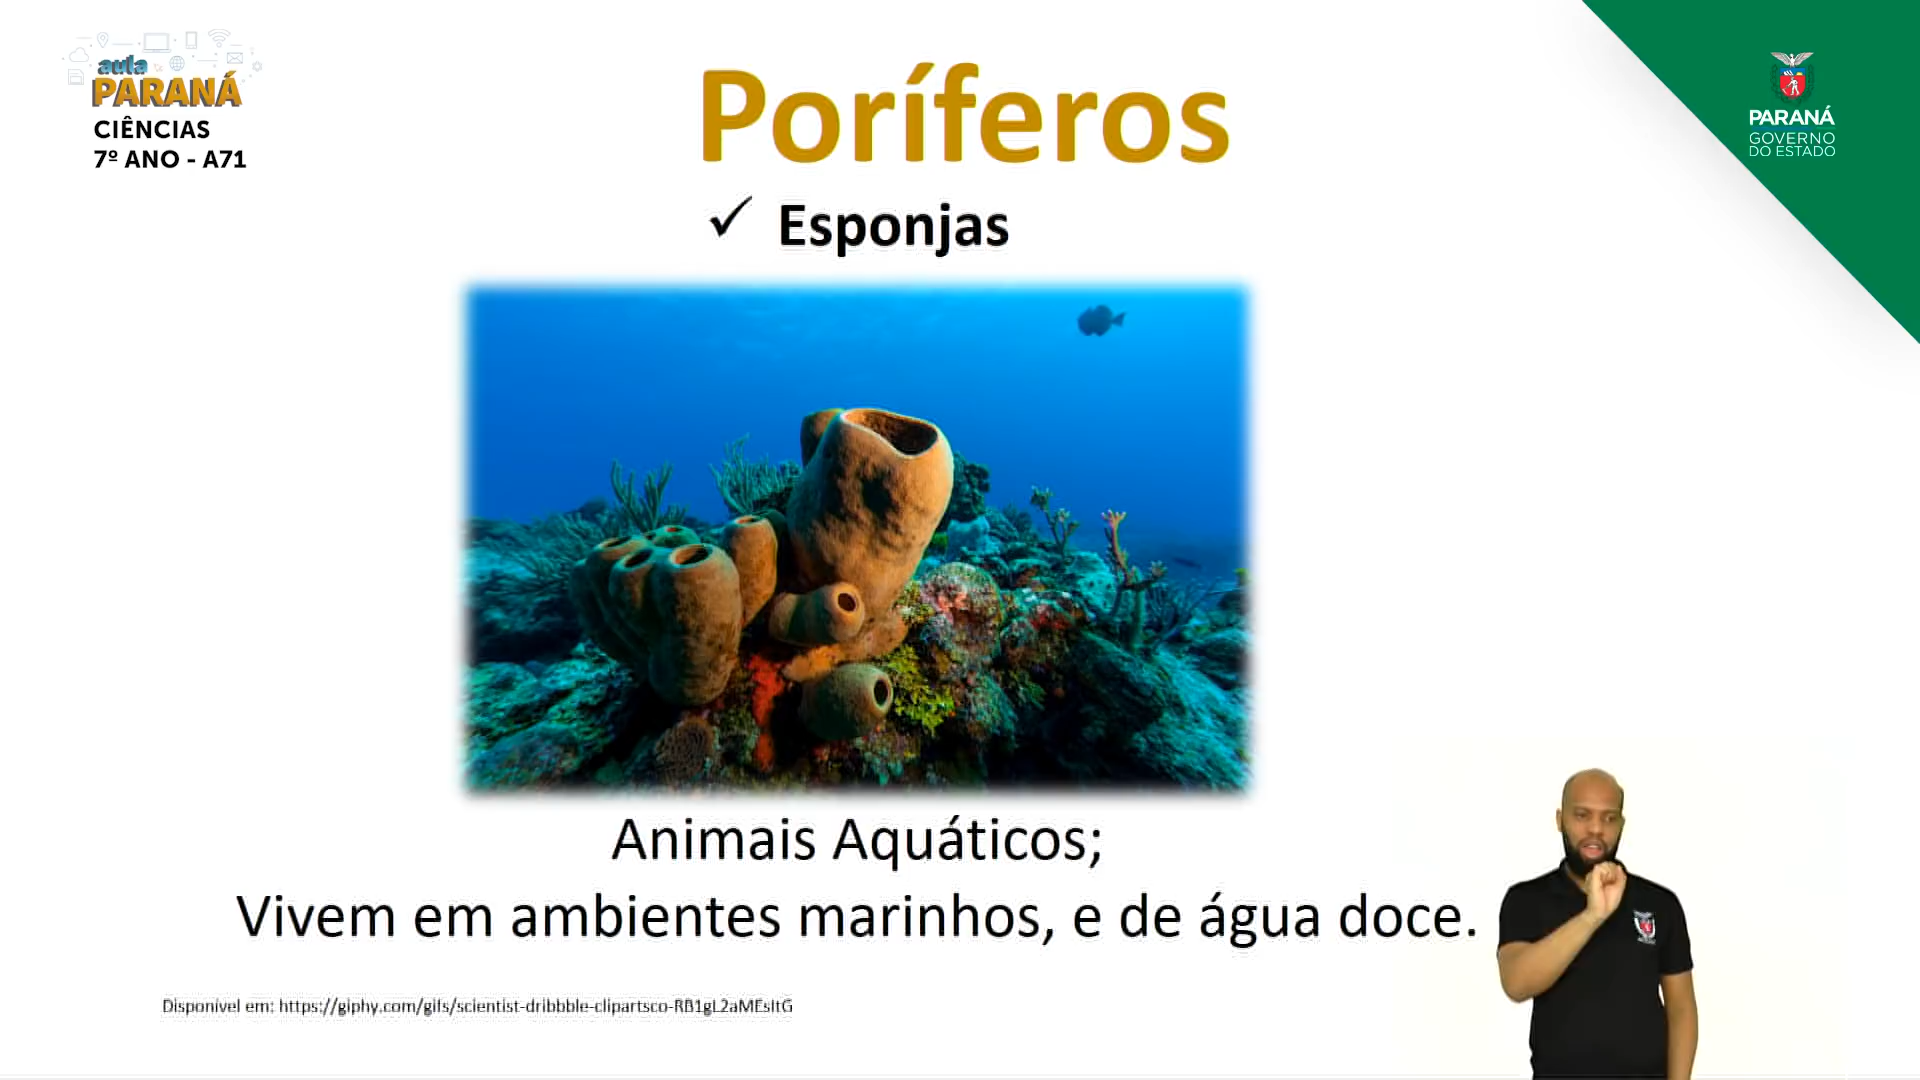 aula
PARANÁ
CIÊNCIAS
7º ANO - A71
PARANÁ
GOVERNO
DO ESTADO
Poríferos
✓ Esponjas
Animais Aquáticos;
Vivem em ambientes marinhos, e de água doce.
Disponível em: https://giphy.com/gifs/scientist-dribbble-clipartsco-RB1gL2aMEsItG